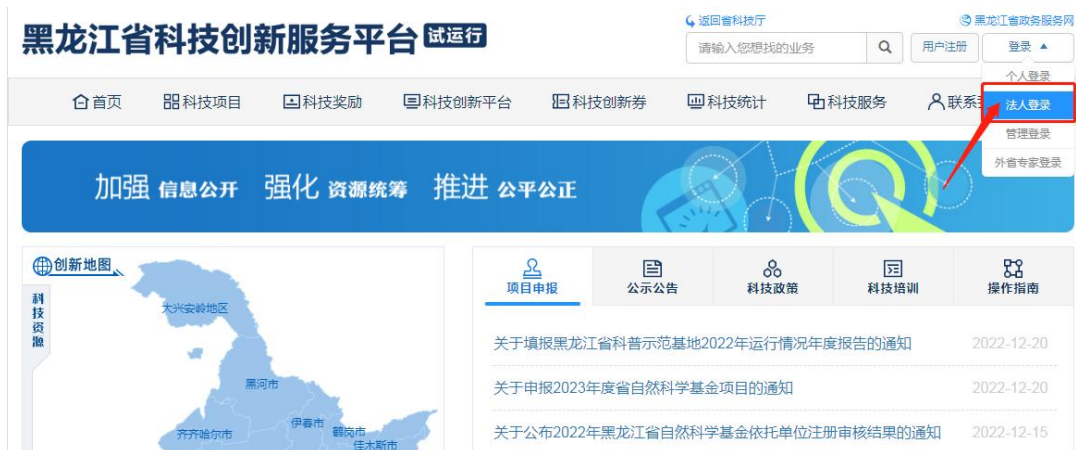 返回省科技厅
黑龙江省政务服务网
黑龙江省科技创新服务平台 试运行
请输入您想找的业务
用户注册
登录
个人登录
法人登录
管理登录
外省专家登录
首页 科技项目 科技奖励 科技创新平台 科技创新券 科技统计 科技服务 联系
加强 信息公开 强化 资源统筹 推进 公平公正
创新地图
科技资源
大兴安岭地区
黑河市
伊春市
鹤岗市
齐齐哈尔市
佳木斯市
项目申报 公示公告 科技政策 科技培训 操作指南
关于填报黑龙江省科普示范基地2022年运行情况年度报告的通知 2022-12-20
关于申报2023年度省自然科学基金项目的通知 2022-12-20
关于公布2022年黑龙江省自然科学基金依托单位注册审核结果的通知 2022-12-15